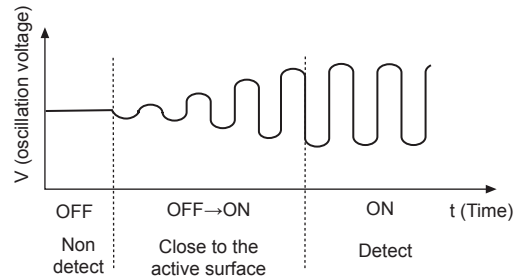 V (oscillation voltage)
OFF
OFF→ON
ON
t (Time)
Non
detect
Close to the
active surface
Detect